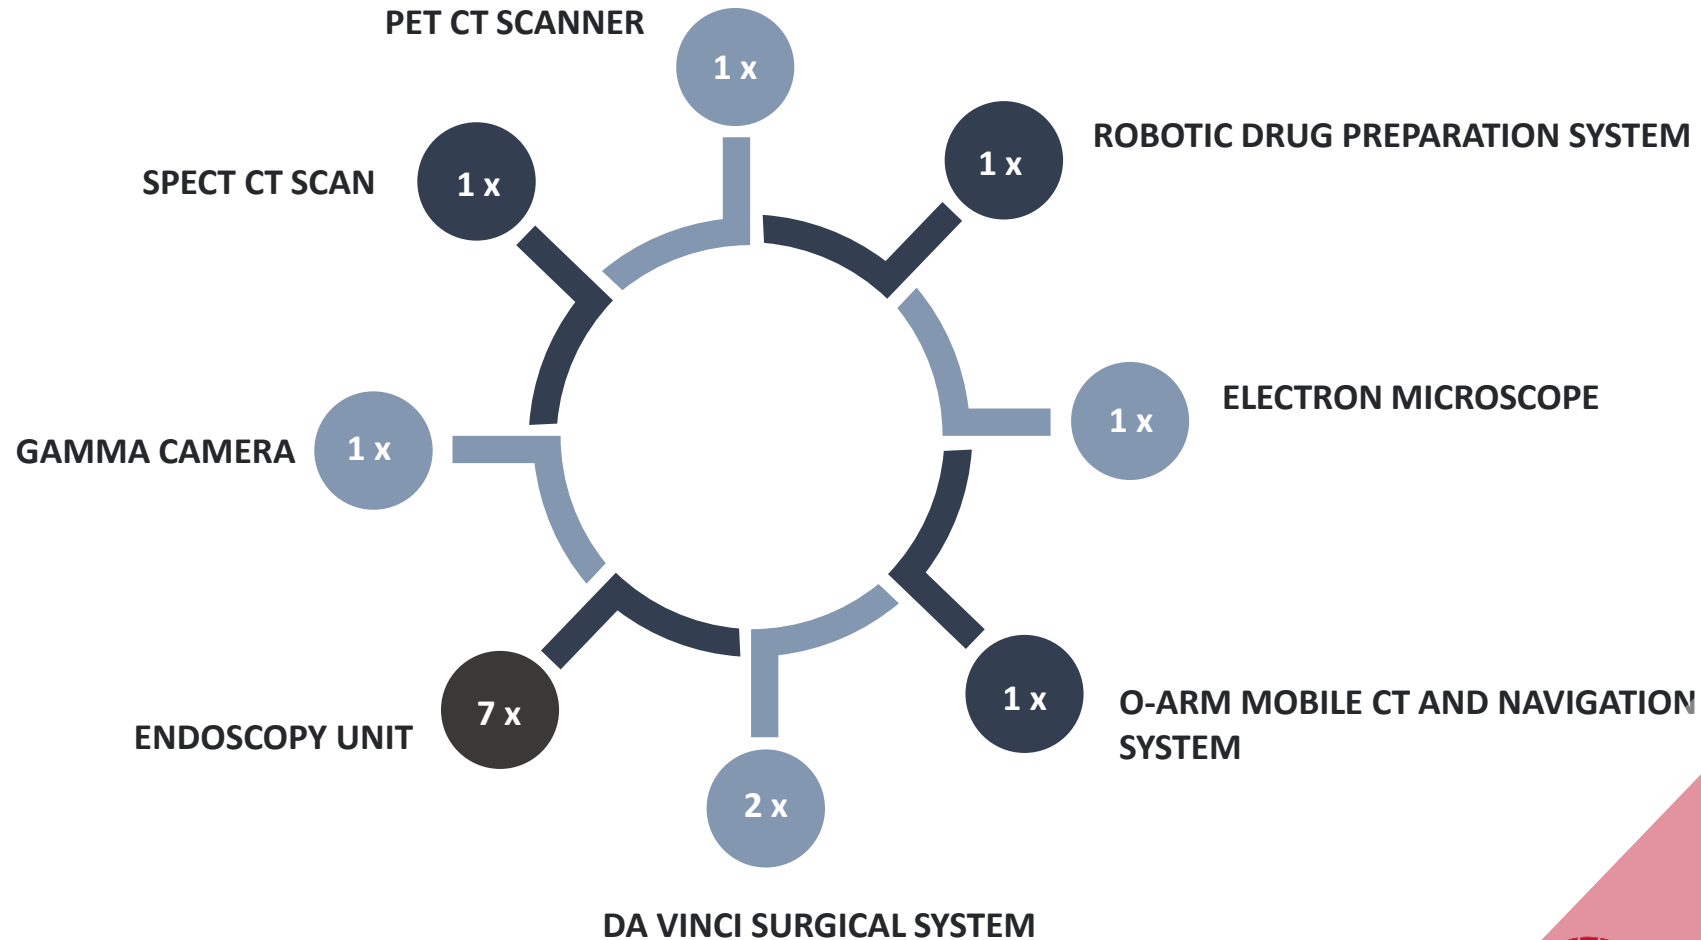 PET CT SCANNER
1 x
ROBOTIC DRUG PREPARATION SYSTEM
1 x
SPECT CT SCAN
1 x
ELECTRON MICROSCOPE
1 x
GAMMA CAMERA
1 x
O-ARM MOBILE CT AND NAVIGATION
SYSTEM
1 x
ENDOSCOPY UNIT
7 x
2 x
DA VINCI SURGICAL SYSTEM